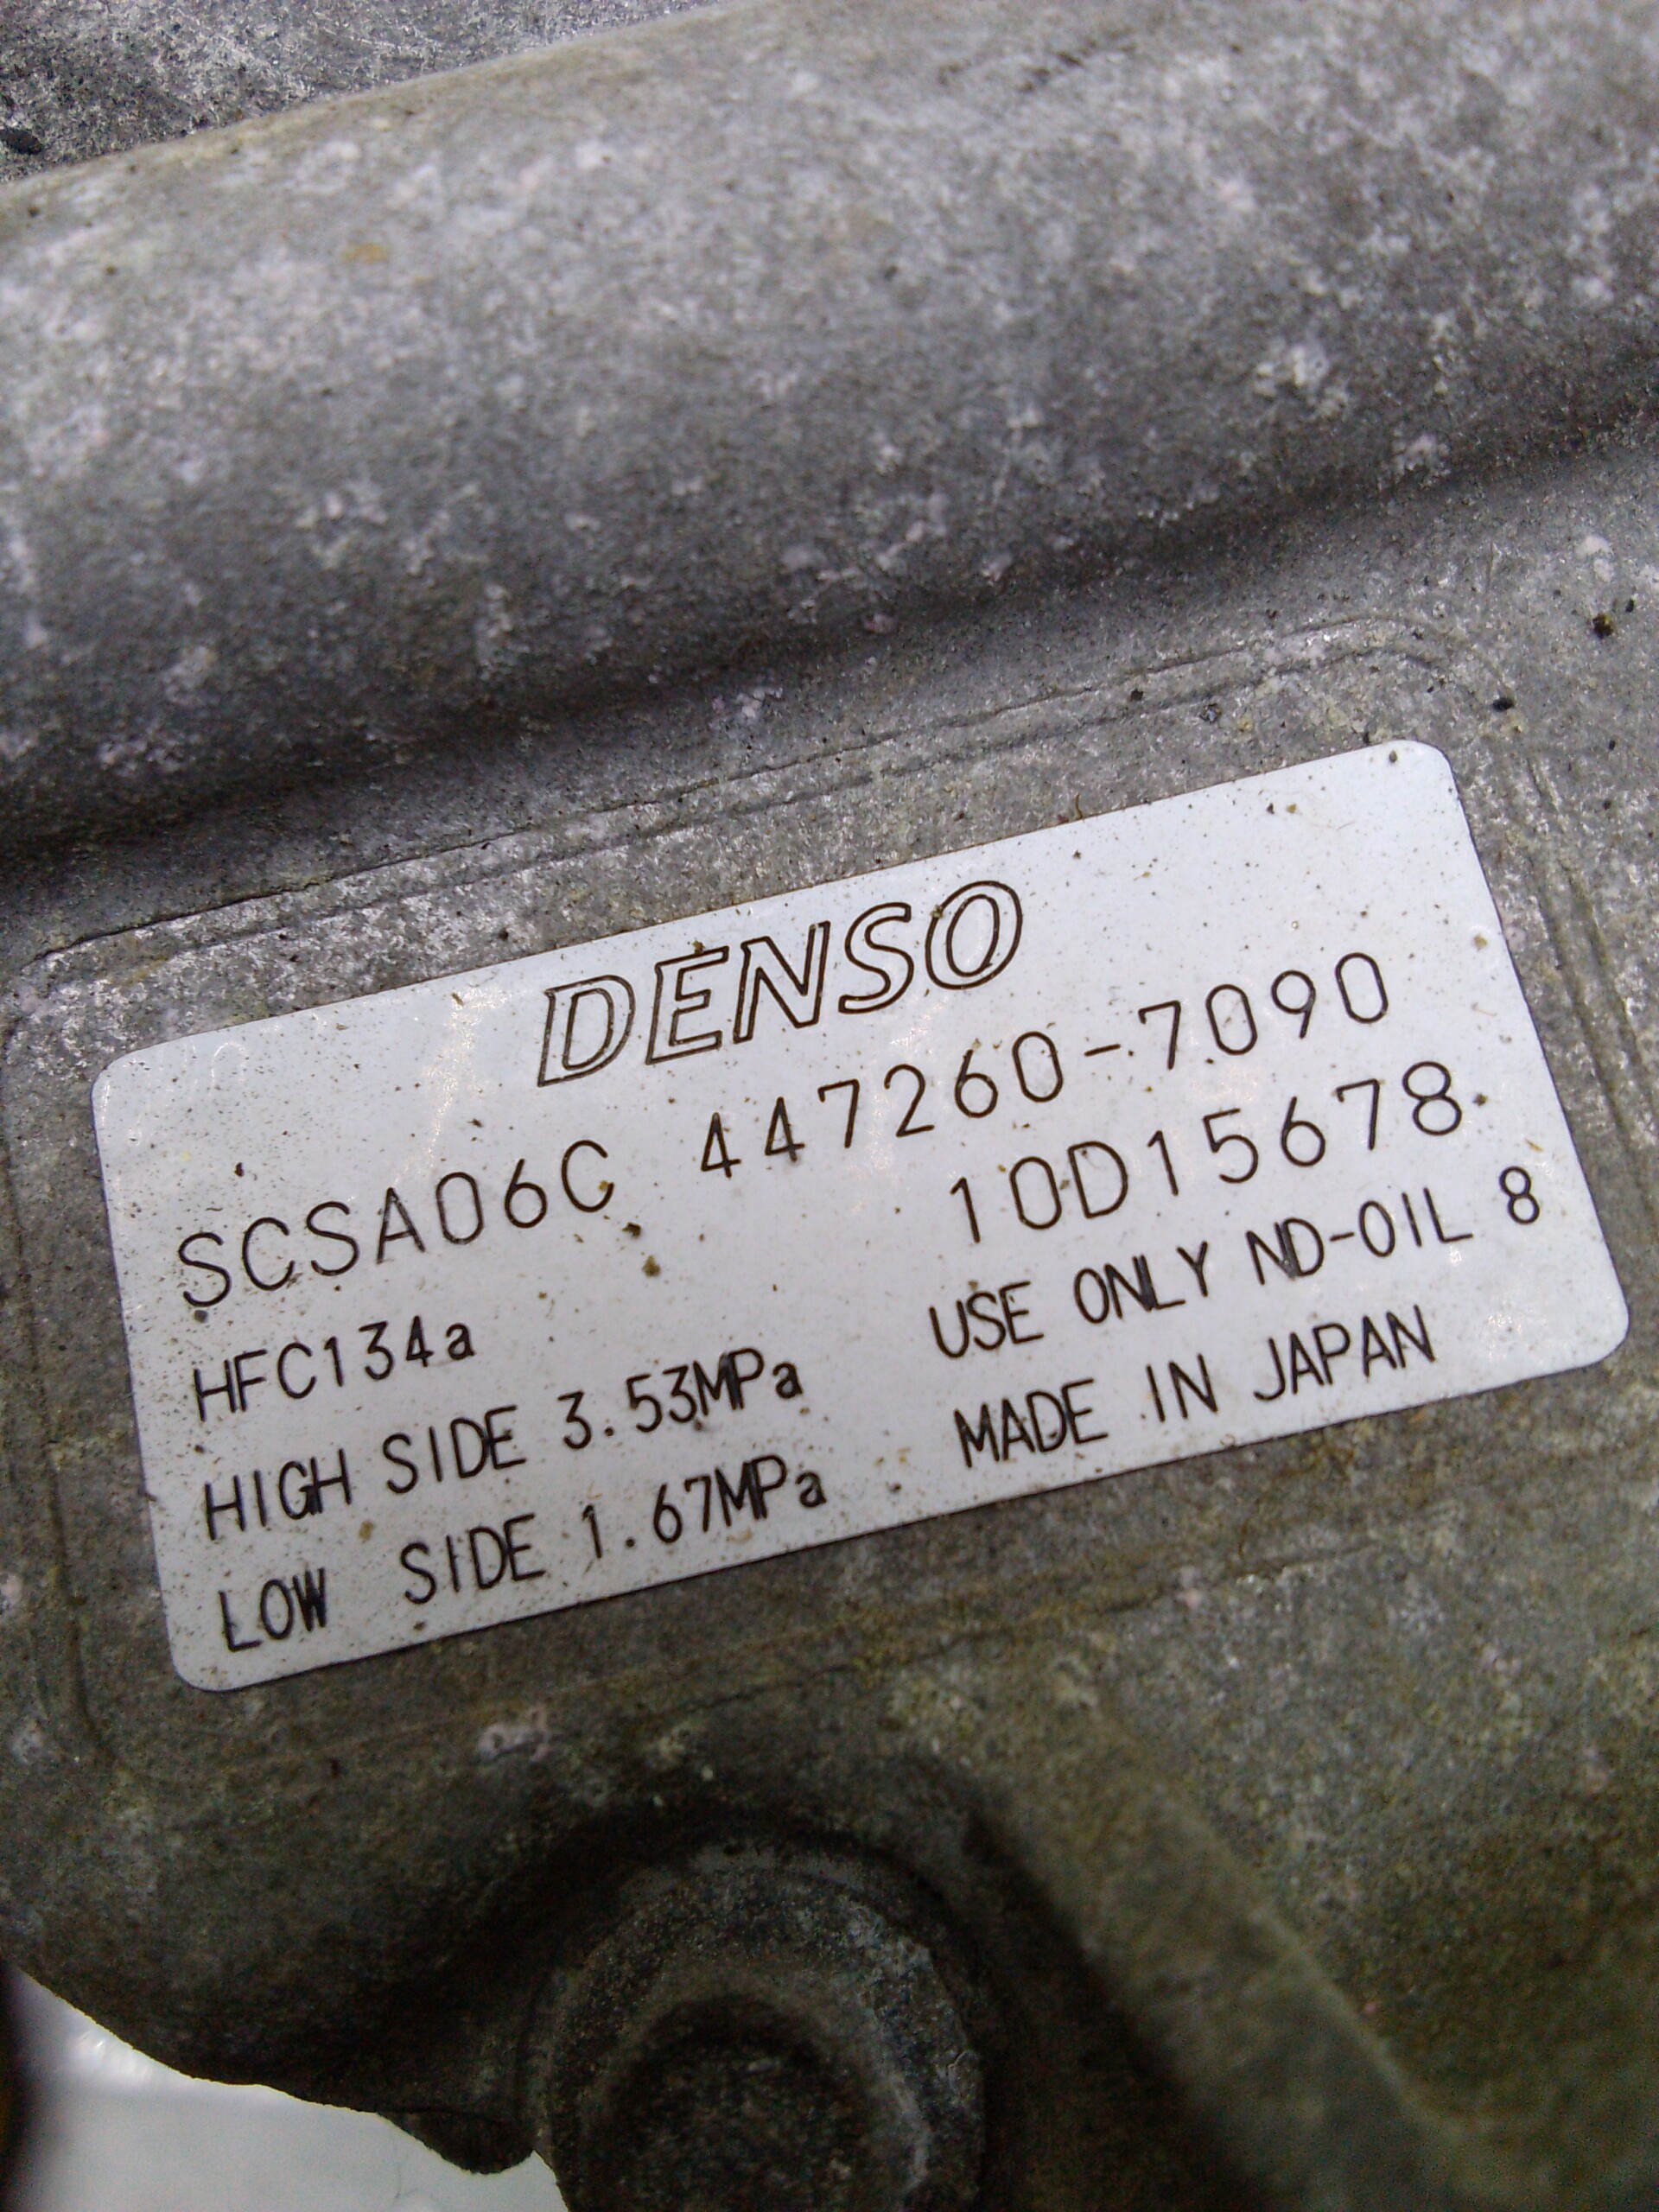 DENSO
SCSA06C 447260-7090
10D15678
HFC134a USE ONLY ND-OIL 8
HIGH SIDE 3.53MPa MADE IN JAPAN
LOW SIDE 1.67MPa